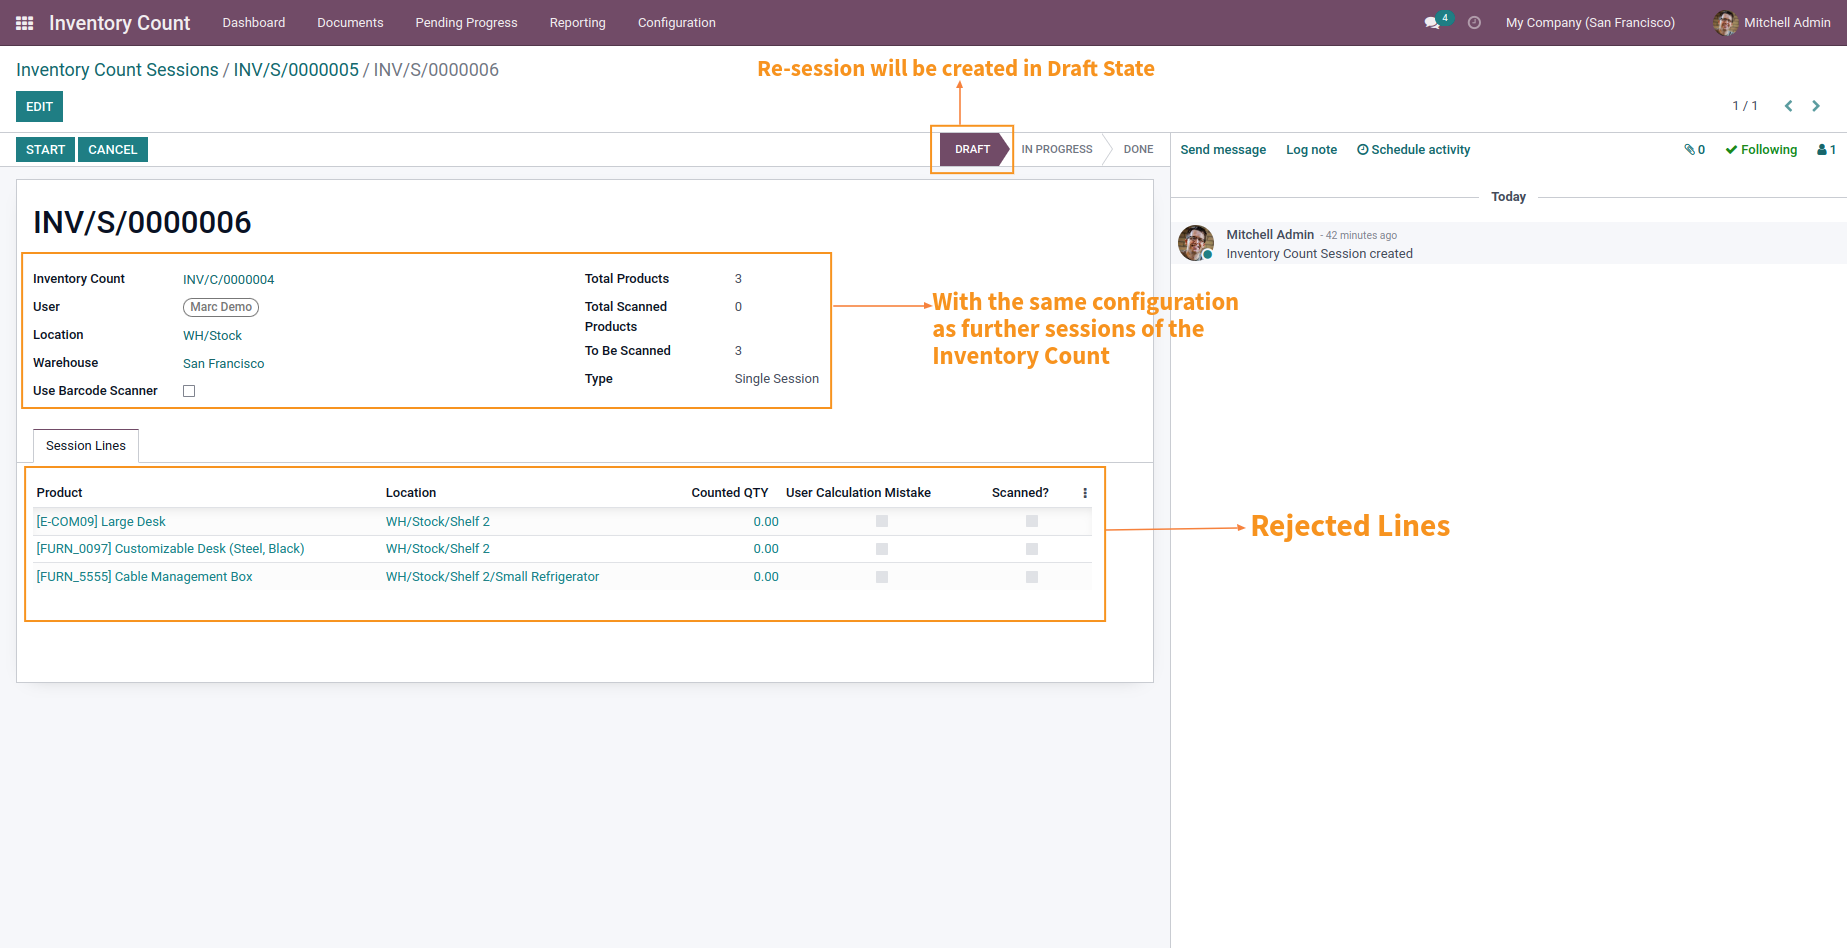 Inventory Count Dashboard Documents Pending Progress Reporting Configuration 4 My Company (San Francisco) Mitchell Admin
Inventory Count Sessions / INV/S/0000005 / INV/S/0000006
Re-session will be created in Draft State
EDIT
1 / 1
START CANCEL
DRAFT IN PROGRESS DONE
Send message Log note Schedule activity 0 Following 1
Today
Mitchell Admin - 42 minutes ago
Inventory Count Session created
INV/S/0000006
Inventory Count INV/C/0000004
User Marc Demo
Location WH/Stock
Warehouse San Francisco
Use Barcode Scanner
Total Products 3
Total Scanned 0
Products
To Be Scanned 3
Type Single Session
With the same configuration
as further sessions of the
Inventory Count
Session Lines
Product Location Counted QTY User Calculation Mistake Scanned?
[E-COM09] Large Desk WH/Stock/Shelf 2 0.00
[FURN_0097] Customizable Desk (Steel, Black) WH/Stock/Shelf 2 0.00
[FURN_5555] Cable Management Box WH/Stock/Shelf 2/Small Refrigerator 0.00
Rejected Lines